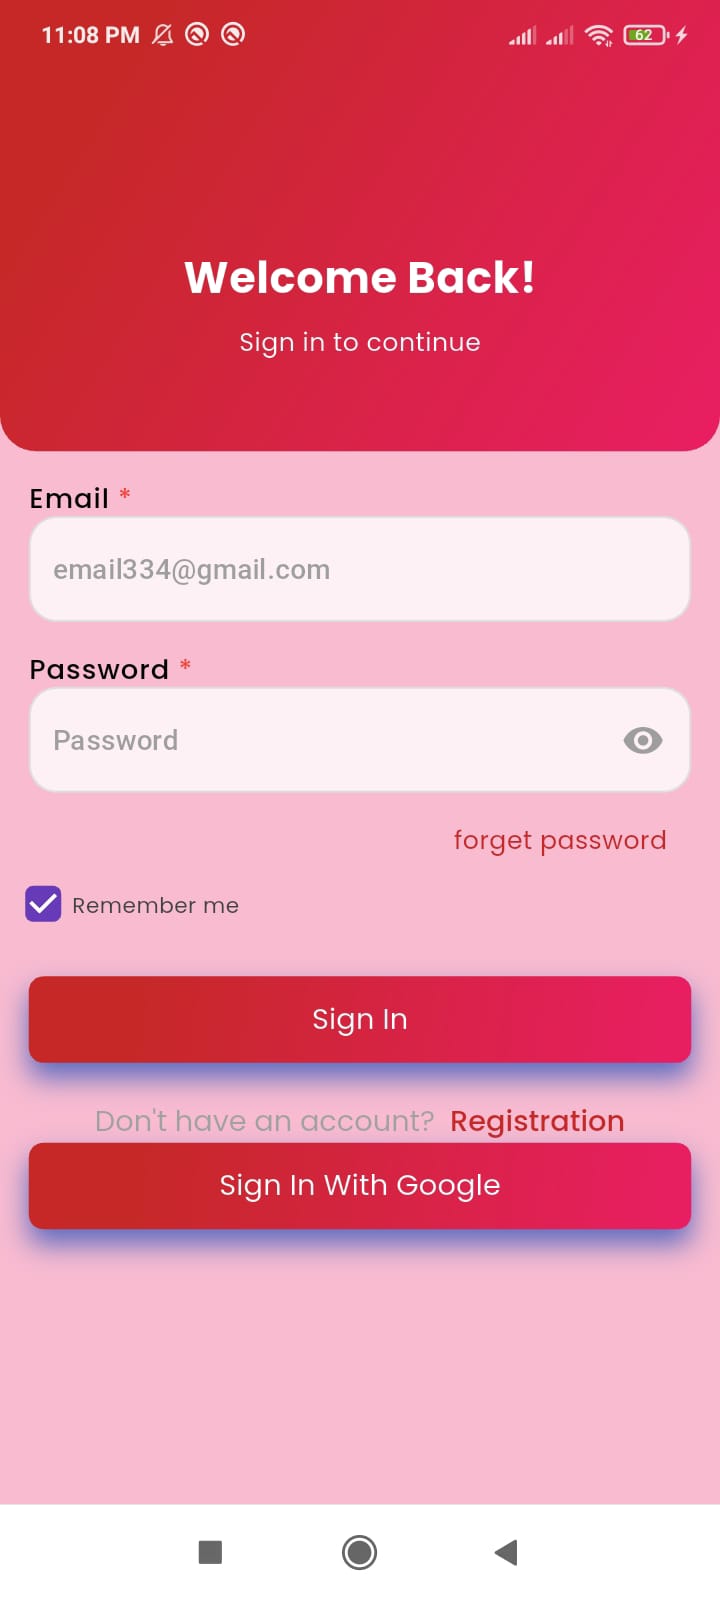 11:08 PM 62
Welcome Back!
Sign in to continue
Email *
email334@gmail.com
Password *
Password
forget password
Remember me
Sign In
Don't have an account? Registration
Sign In With Google